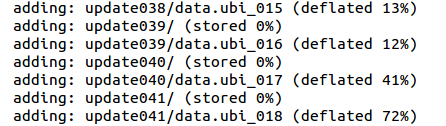 adding: update038/data.ubi_015 (deflated 13%)
adding: update039/ (stored 0%)
adding: update039/data.ubi_016 (deflated 12%)
adding: update040/ (stored 0%)
adding: update040/data.ubi_017 (deflated 41%)
adding: update041/ (stored 0%)
adding: update041/data.ubi_018 (deflated 72%)